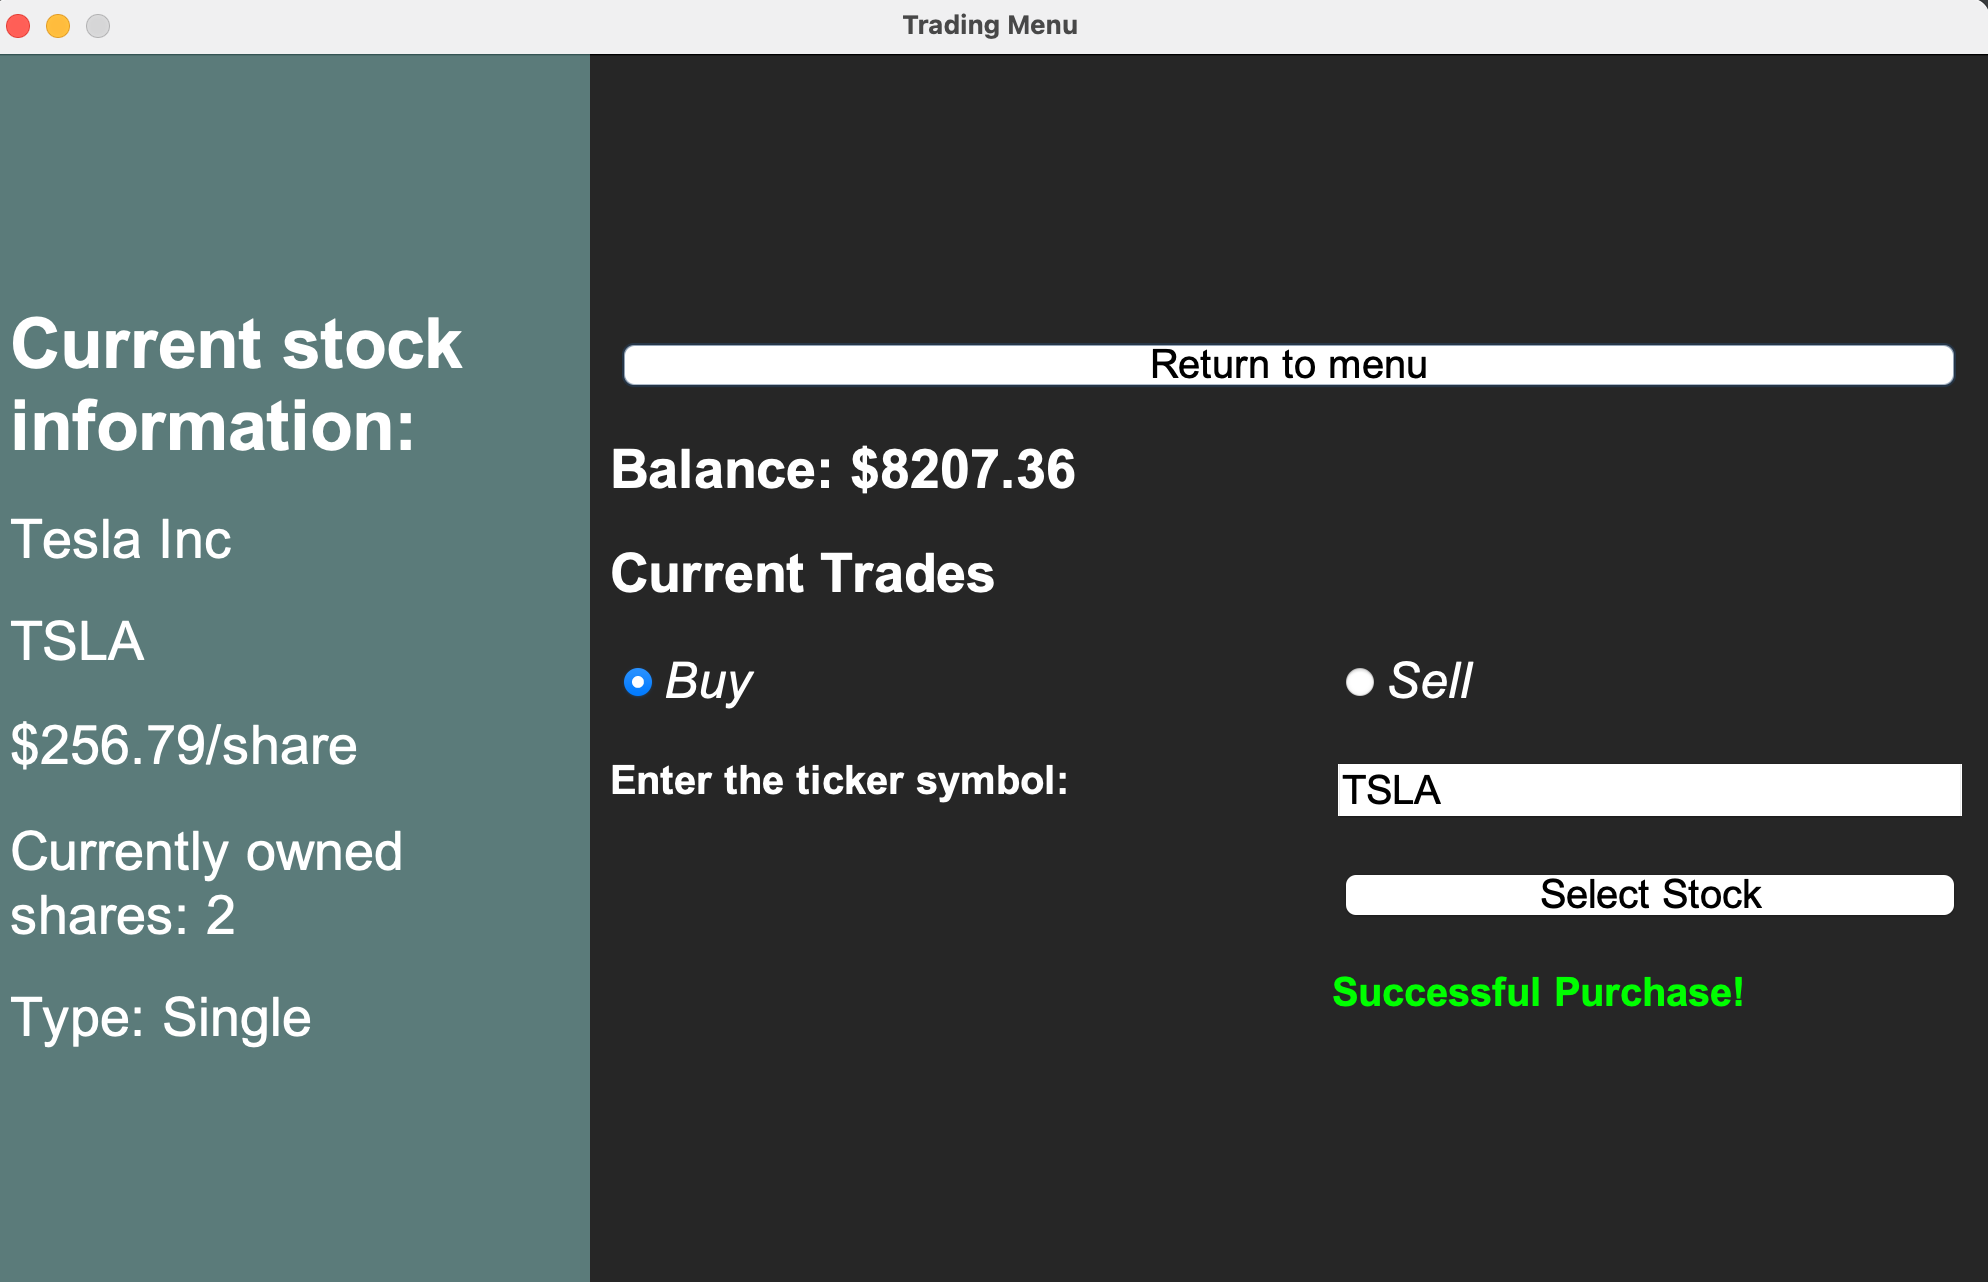 Trading Menu
Current stock
information:
Tesla Inc
TSLA
$256.79/share
Currently owned
shares: 2
Type: Single
Return to menu
Balance: $8207.36
Current Trades
Buy
Sell
Enter the ticker symbol:
TSLA
Select Stock
Successful Purchase!